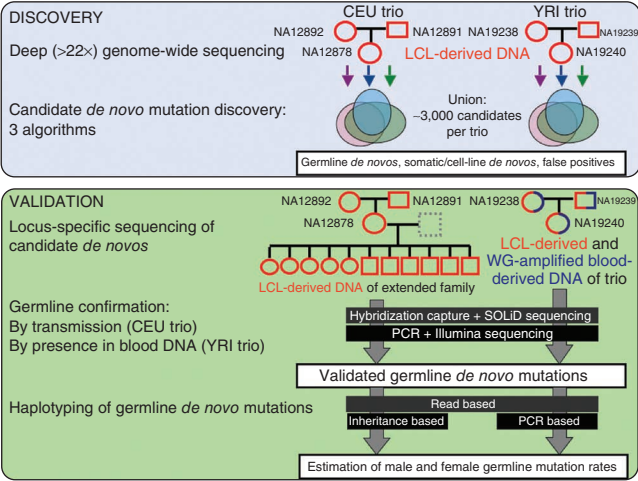 DISCOVERY
CEU trio
YRI trio
NA12892
NA12891
NA19238
NA19239
Deep (>22×) genome-wide sequencing
NA12878
LCL-derived DNA
NA19240
Candidate de novo mutation discovery:
3 algorithms
Union:
~3,000 candidates
per trio
Germline de novos, somatic/cell-line de novos, false positives
VALIDATION
NA12892
NA12891
NA19238
NA19239
Locus-specific sequencing of
candidate de novos
NA12878
NA19240
LCL-derived and
WG-amplified blood-
derived DNA of trio
LCL-derived DNA of extended family
Germline confirmation:
By transmission (CEU trio)
By presence in blood DNA (YRI trio)
Hybridization capture + SOLiD sequencing
PCR + Illumina sequencing
Validated germline de novo mutations
Haplotyping of germline de novo mutations
Read based
Inheritance based
PCR based
Estimation of male and female germline mutation rates